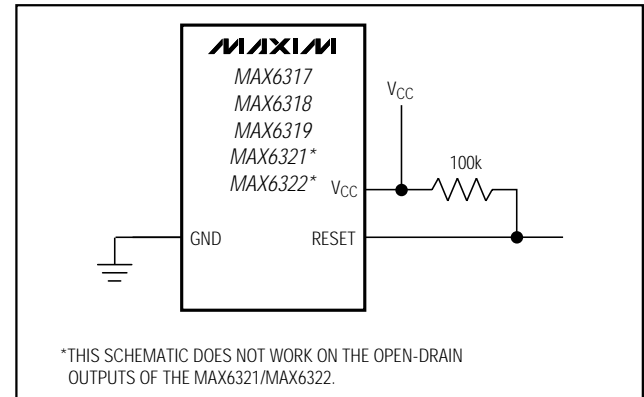 MAXIM
MAX6317
MAX6318
MAX6319
MAX6321*
MAX6322*
VCC
VCC
100k
GND
RESET
*THIS SCHEMATIC DOES NOT WORK ON THE OPEN-DRAIN
OUTPUTS OF THE MAX6321/MAX6322.